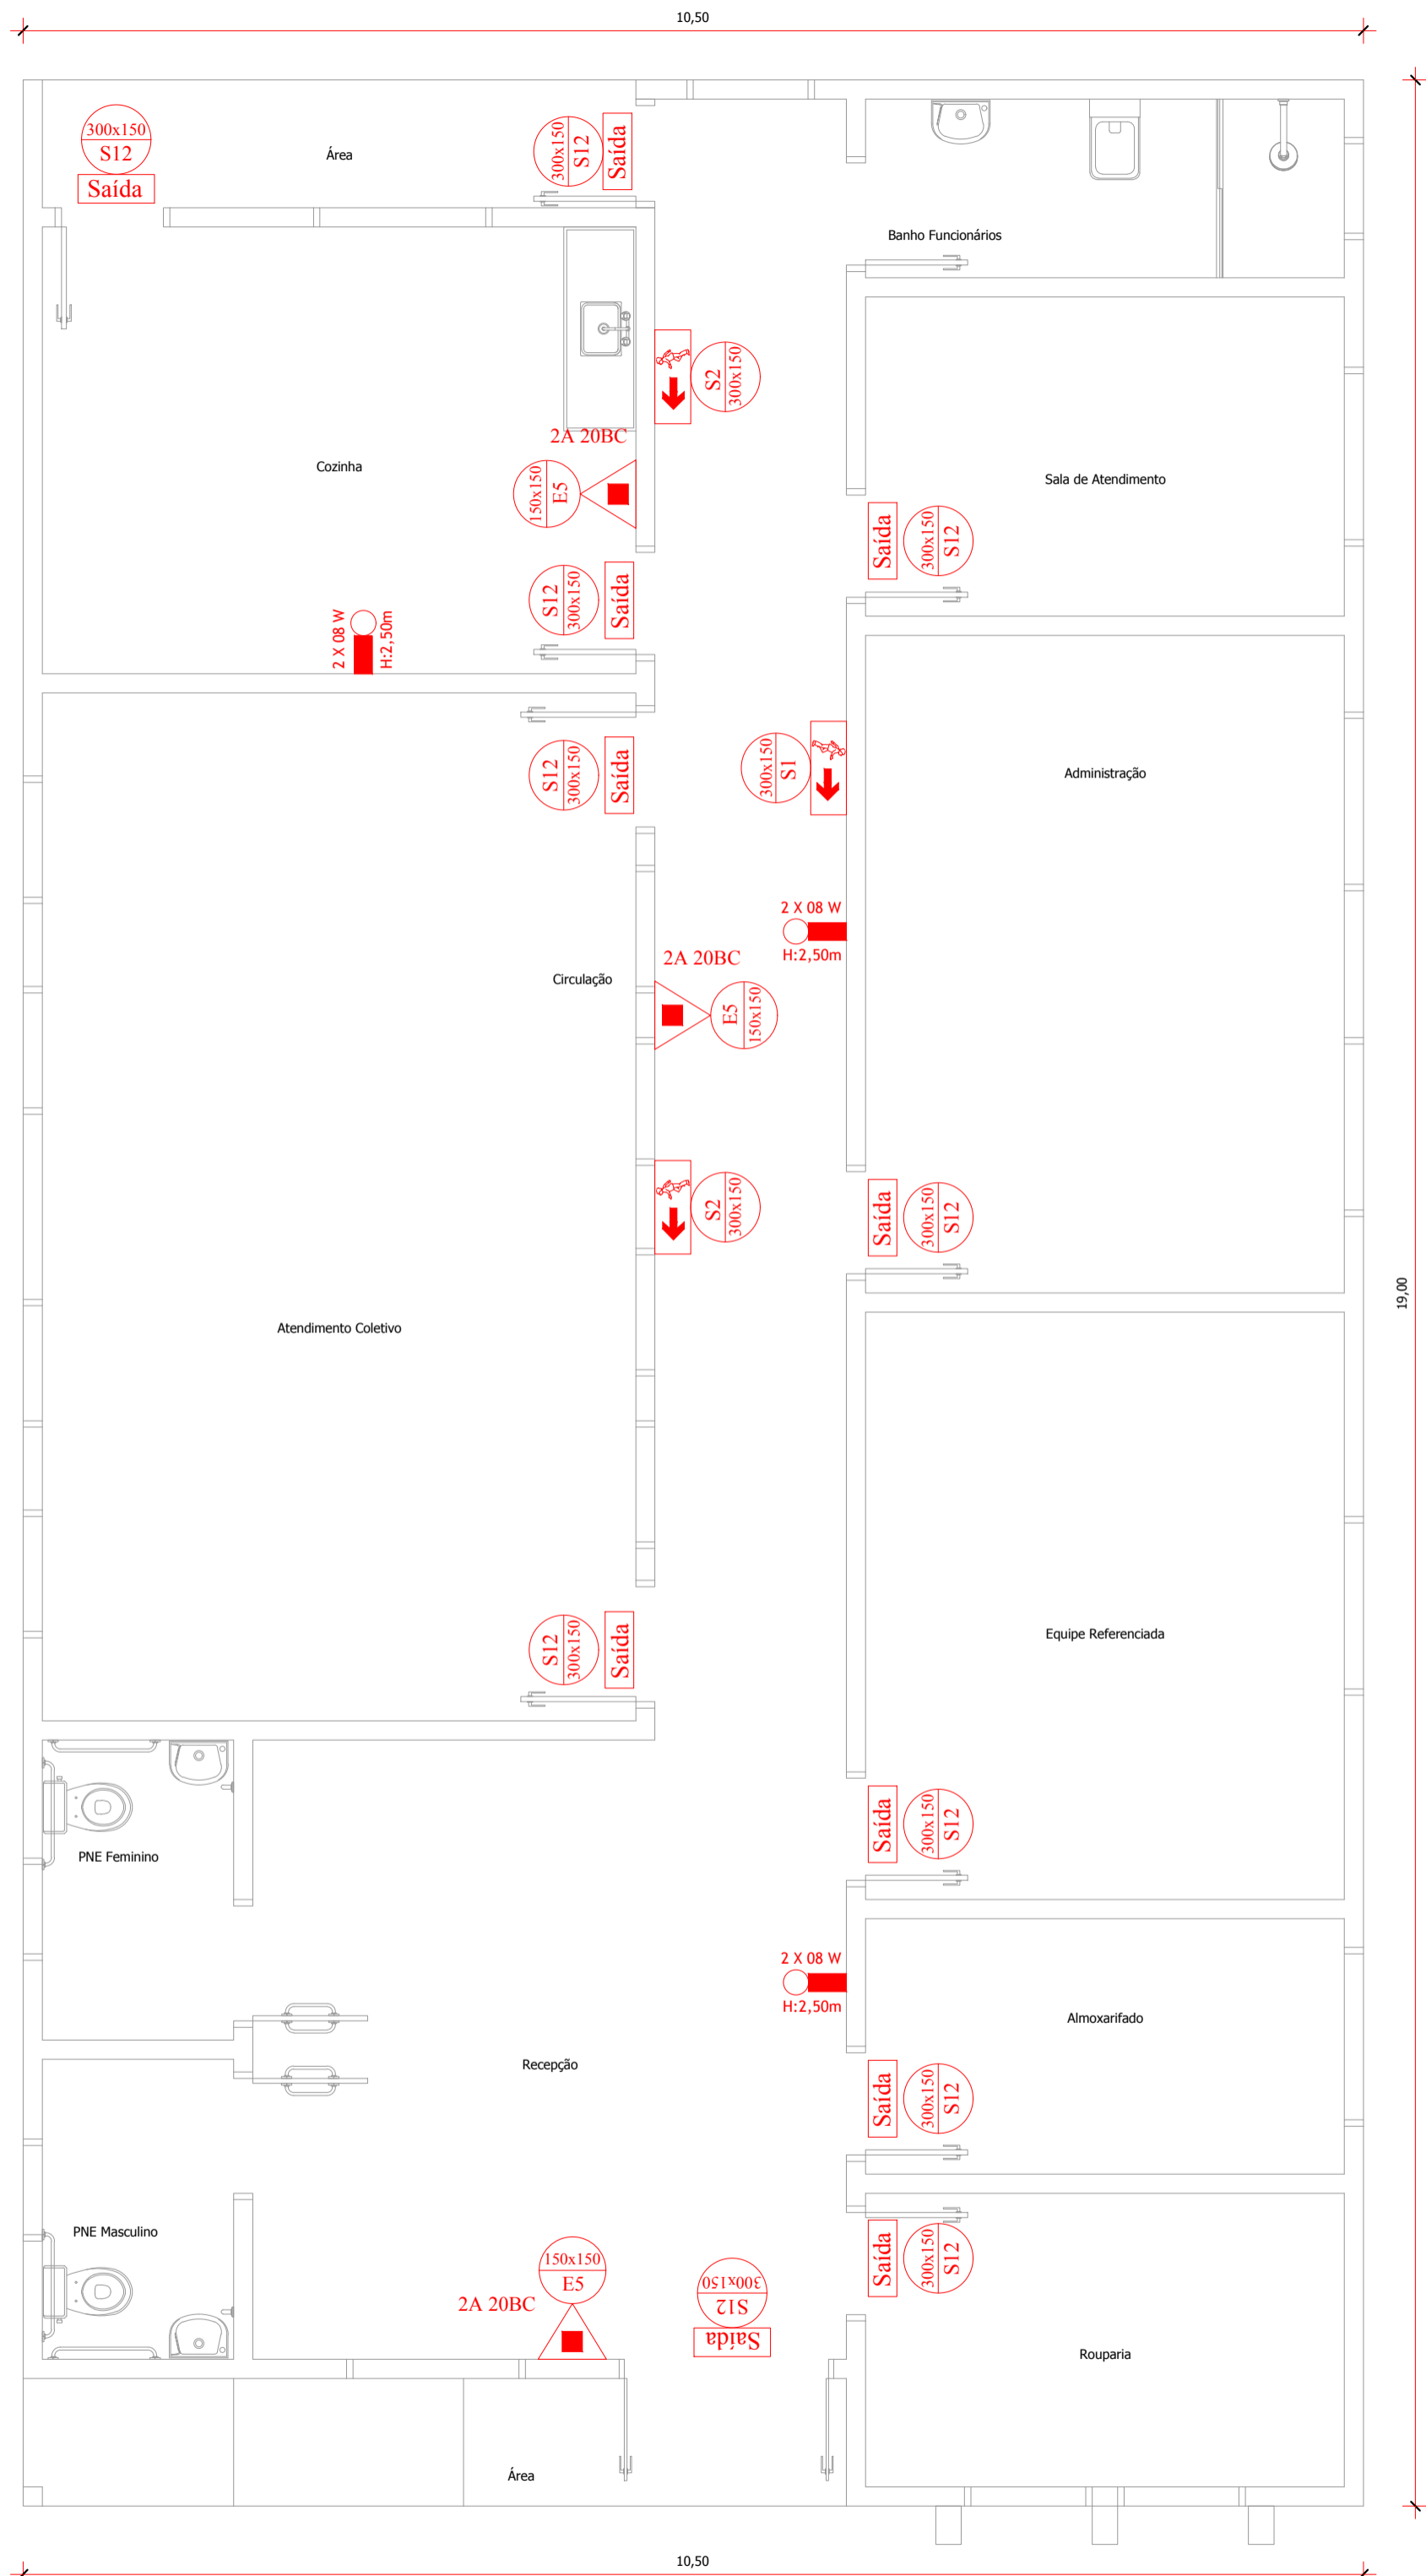 10,50
300x150
S12
Saída
Área
300x150
S12
Saída
Banho Funcionários
S2
300x150
2A 20BC
150x150
E5
Cozinha
Sala de Atendimento
Saída
300x150
S12
S12
300x150
Saída
2 X 08 W
H:2,50m
S12
300x150
Saída
300x150
S1
Administração
2 X 08 W
H:2,50m
2A 20BC
E5
150x150
Circulação
S2
300x150
Saída
300x150
S12
19,00
Atendimento Coletivo
Equipe Referenciada
S12
300x150
Saída
Saída
300x150
S12
PNE Feminino
2 X 08 W
H:2,50m
Almoxarifado
Recepção
Saída
300x150
S12
PNE Masculino
Saída
300x150
S12
150x150
E5
2A 20BC
300x150
S12
Saída
Rouparia
Área
10,50